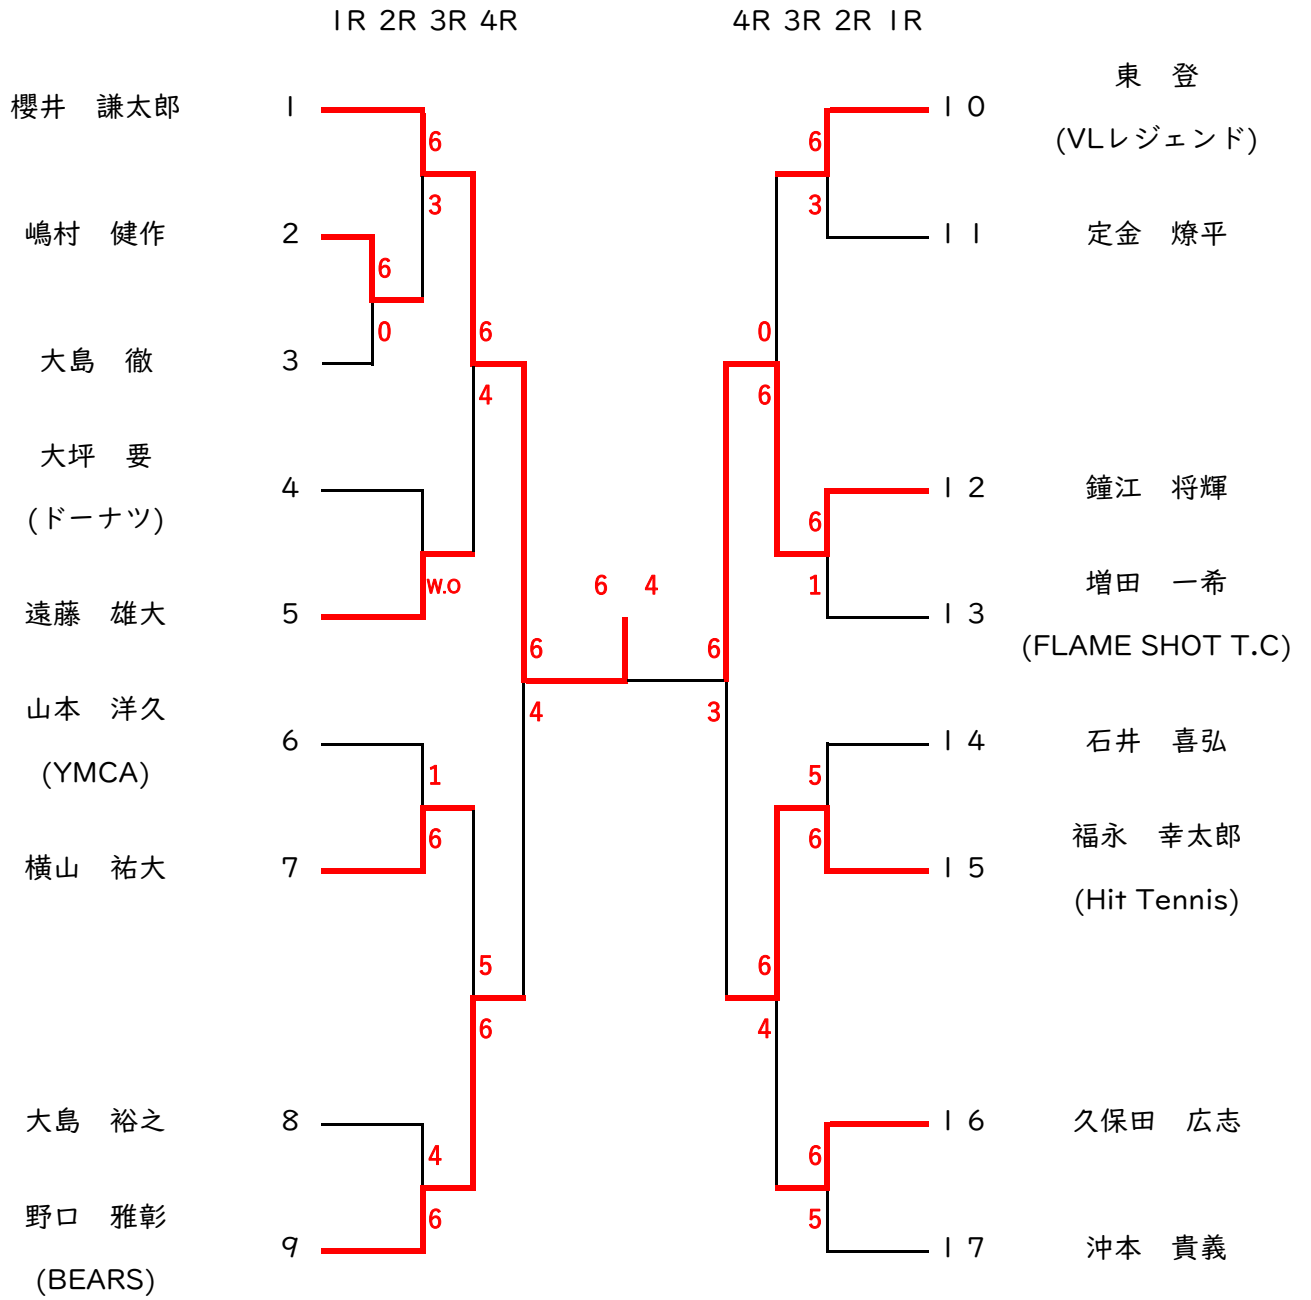 1R 2R 3R 4R
4R 3R 2R 1R
櫻井　謙太郎 1
6
3
嶋村　健作 2
6
0
大島　徹 3
6
4
大坪　要
(ドーナツ)
4
w.o
遠藤　雄大 5
6
4
山本　洋久
(YMCA)
6
1
6
横山　祐大 7
5
6
大島　裕之 8
4
6
野口　雅彰
(BEARS)
9
6 4
東　登
(VLレジェンド)
10
6
3
11 定金　燎平
0
6
12 鐘江　将輝
6
1
増田　一希
(FLAME SHOT T.C)
13
6
3
14 石井　喜弘
5
6
福永　幸太郎
(Hit Tennis)
15
6
4
16 久保田　広志
6
5
17 沖本　貴義